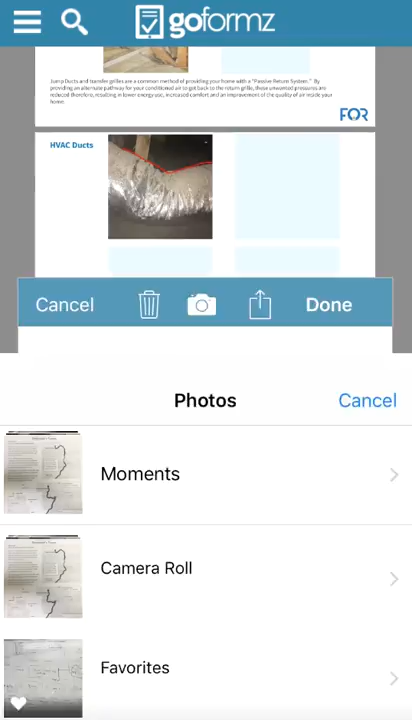 goformz
Jump Ducts and transfer grilles are a common method of providing your home with a "Passive Return System." By
providing an alternate pathway for your conditioned air to get back to the return grille, these unwanted pressures are
reduced therefore, resulting in lower energy use, increased comfort and an improvement of the quality of air inside your
home.
FOR
HVAC Ducts
Cancel
Done
Photos
Cancel
Moments
Camera Roll
Favorites